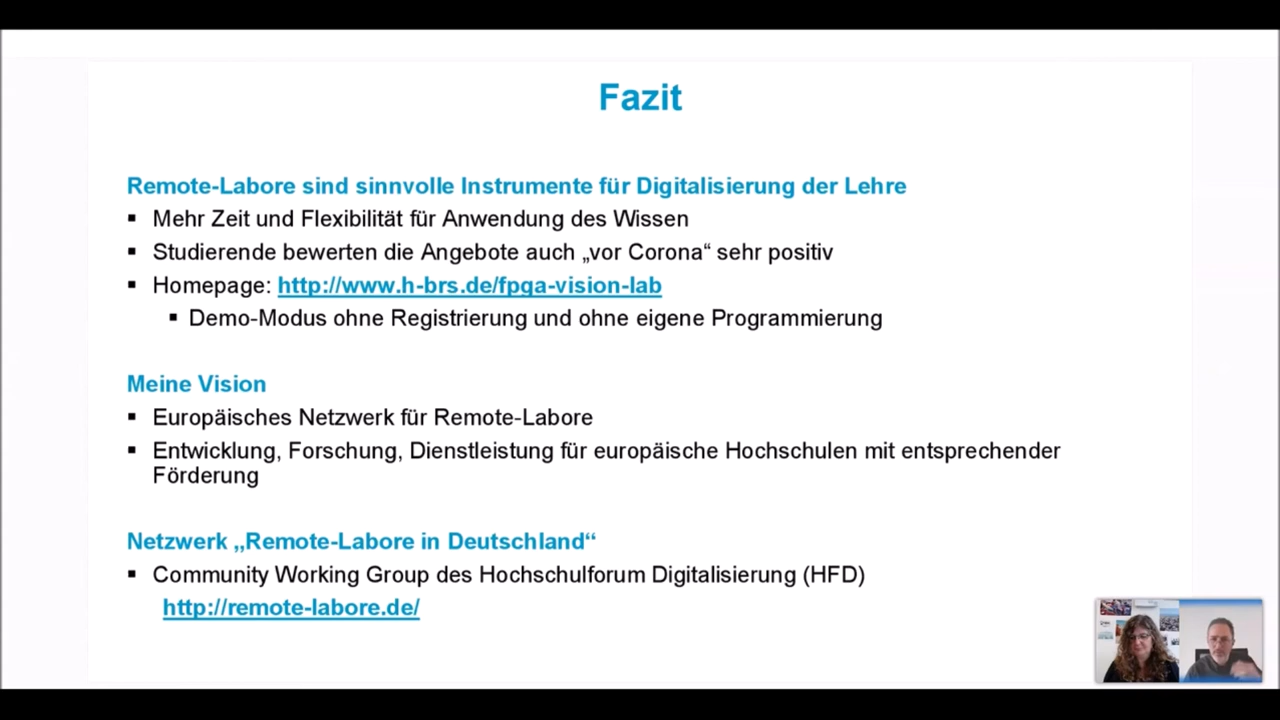 Fazit
Remote-Labore sind sinnvolle Instrumente für Digitalisierung der Lehre
▪ Mehr Zeit und Flexibilität für Anwendung des Wissen
▪ Studierende bewerten die Angebote auch „vor Corona“ sehr positiv
▪ Homepage: http://www.h-brs.de/fpga-vision-lab
▪ Demo-Modus ohne Registrierung und ohne eigene Programmierung
Meine Vision
▪ Europäisches Netzwerk für Remote-Labore
▪ Entwicklung, Forschung, Dienstleistung für europäische Hochschulen mit entsprechender
Förderung
Netzwerk „Remote-Labore in Deutschland“
▪ Community Working Group des Hochschulforum Digitalisierung (HFD)
http://remote-labore.de/